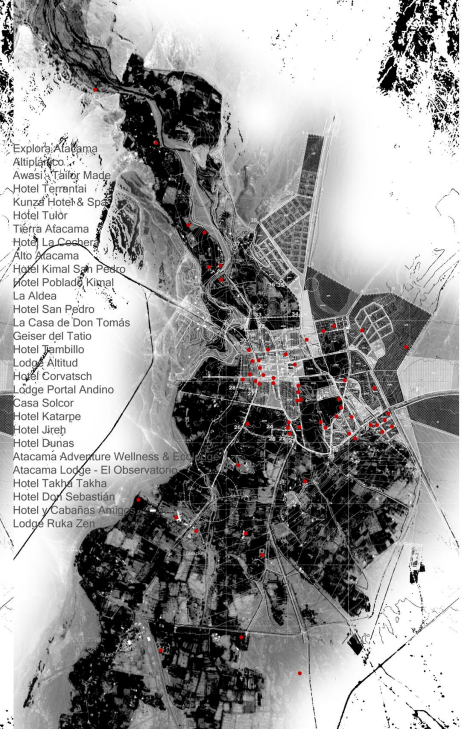 Explora Atacama
Altiplánico
Awasi - Tailor Made
Hotel Terrantai
Kunza Hotel & Spa
Hotel Tulor
Tierra Atacama
Hotel La Cochera
Alto Atacama
Hotel Kimal San Pedro
Hotel Poblado Kimal
La Aldea
Hotel San Pedro
La Casa de Don Tomás
Geiser del Tatio
Hotel Tambillo
Lodge Altitud
Hotel Corvatsch
Lodge Portal Andino
Casa Solcor
Hotel Katarpe
Hotel Jireh
Hotel Dunas
Atacama Adventure Wellness &
Atacama Lodge - El Observatorio
Hotel Takha Takha
Hotel Don Sebastián
Hotel y Cabañas Antigos
Lodge Ruka Zen